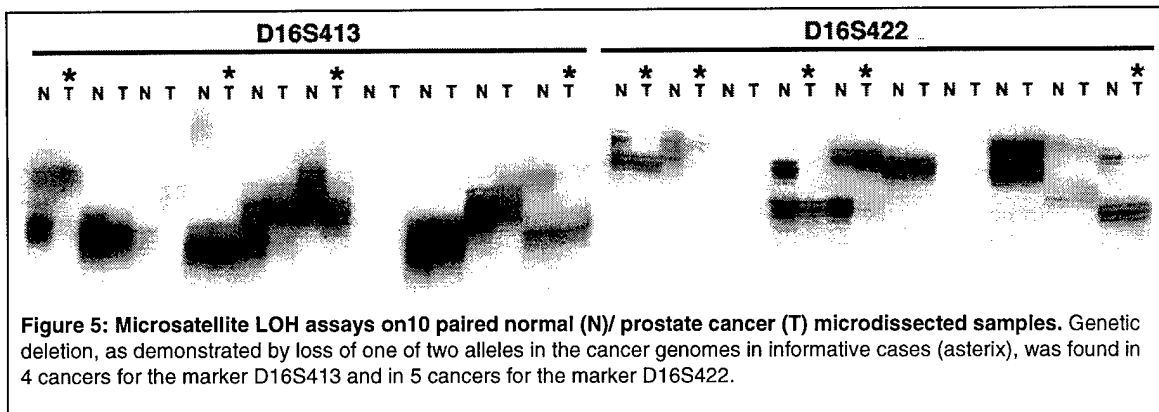 D16S413 D16S422
* * * * * * * * *
N T N T N T N T N T N T N T N T N T N T N T N T N T N T N T N T N T N T N T N T
Figure 5: Microsatellite LOH assays on10 paired normal (N)/ prostate cancer (T) microdissected samples. Genetic
deletion, as demonstrated by loss of one of two alleles in the cancer genomes in informative cases (asterix), was found in
4 cancers for the marker D16S413 and in 5 cancers for the marker D16S422.